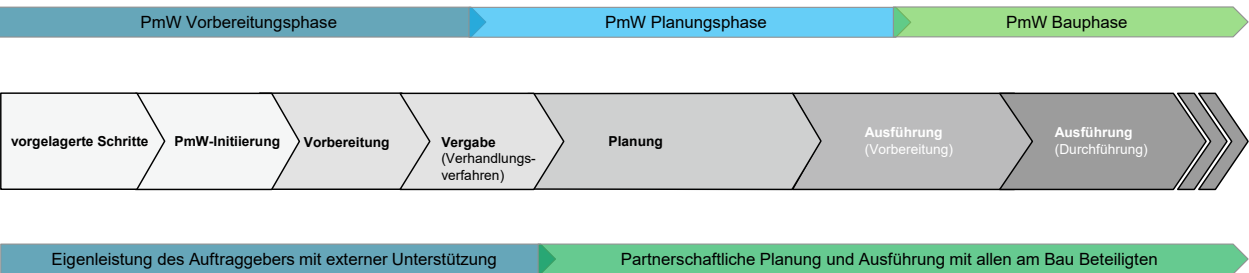 PmW Vorbereitungsphase
PmW Planungsphase
PmW Bauphase
vorgelagerte Schritte
PmW-Initiierung
Vorbereitung
Vergabe
(Verhandlungs-
verfahren)
Planung
Ausführung
(Vorbereitung)
Ausführung
(Durchführung)
Eigenleistung des Auftraggebers mit externer Unterstützung
Partnerschaftliche Planung und Ausführung mit allen am Bau Beteiligten